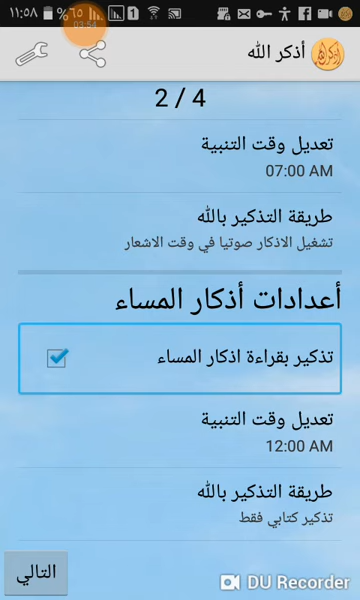 ١١:٥٨ %٦٥
03:54
أذكر الله
2 / 4
تعديل وقت التنبية
07:00 AM
طريقة التذكير بالله
تشغيل الاذكار صوتيا في وقت الاشعار
أعدادات أذكار المساء
تذكير بقراءة اذكار المساء
تعديل وقت التنبية
12:00 AM
طريقة التذكير بالله
تذكير كتابي فقط
التالي
DU Recorder